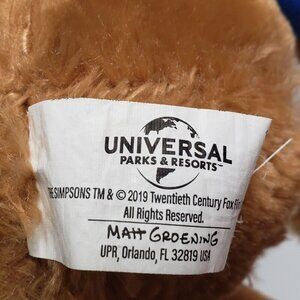 UNIVERSAL
PARKS & RESORTS
THE SIMPSONS TM & © 2019 Twentieth Century Fox
All Rights Reserved.
MATT GROENING
UPR, Orlando, FL 32819 USA